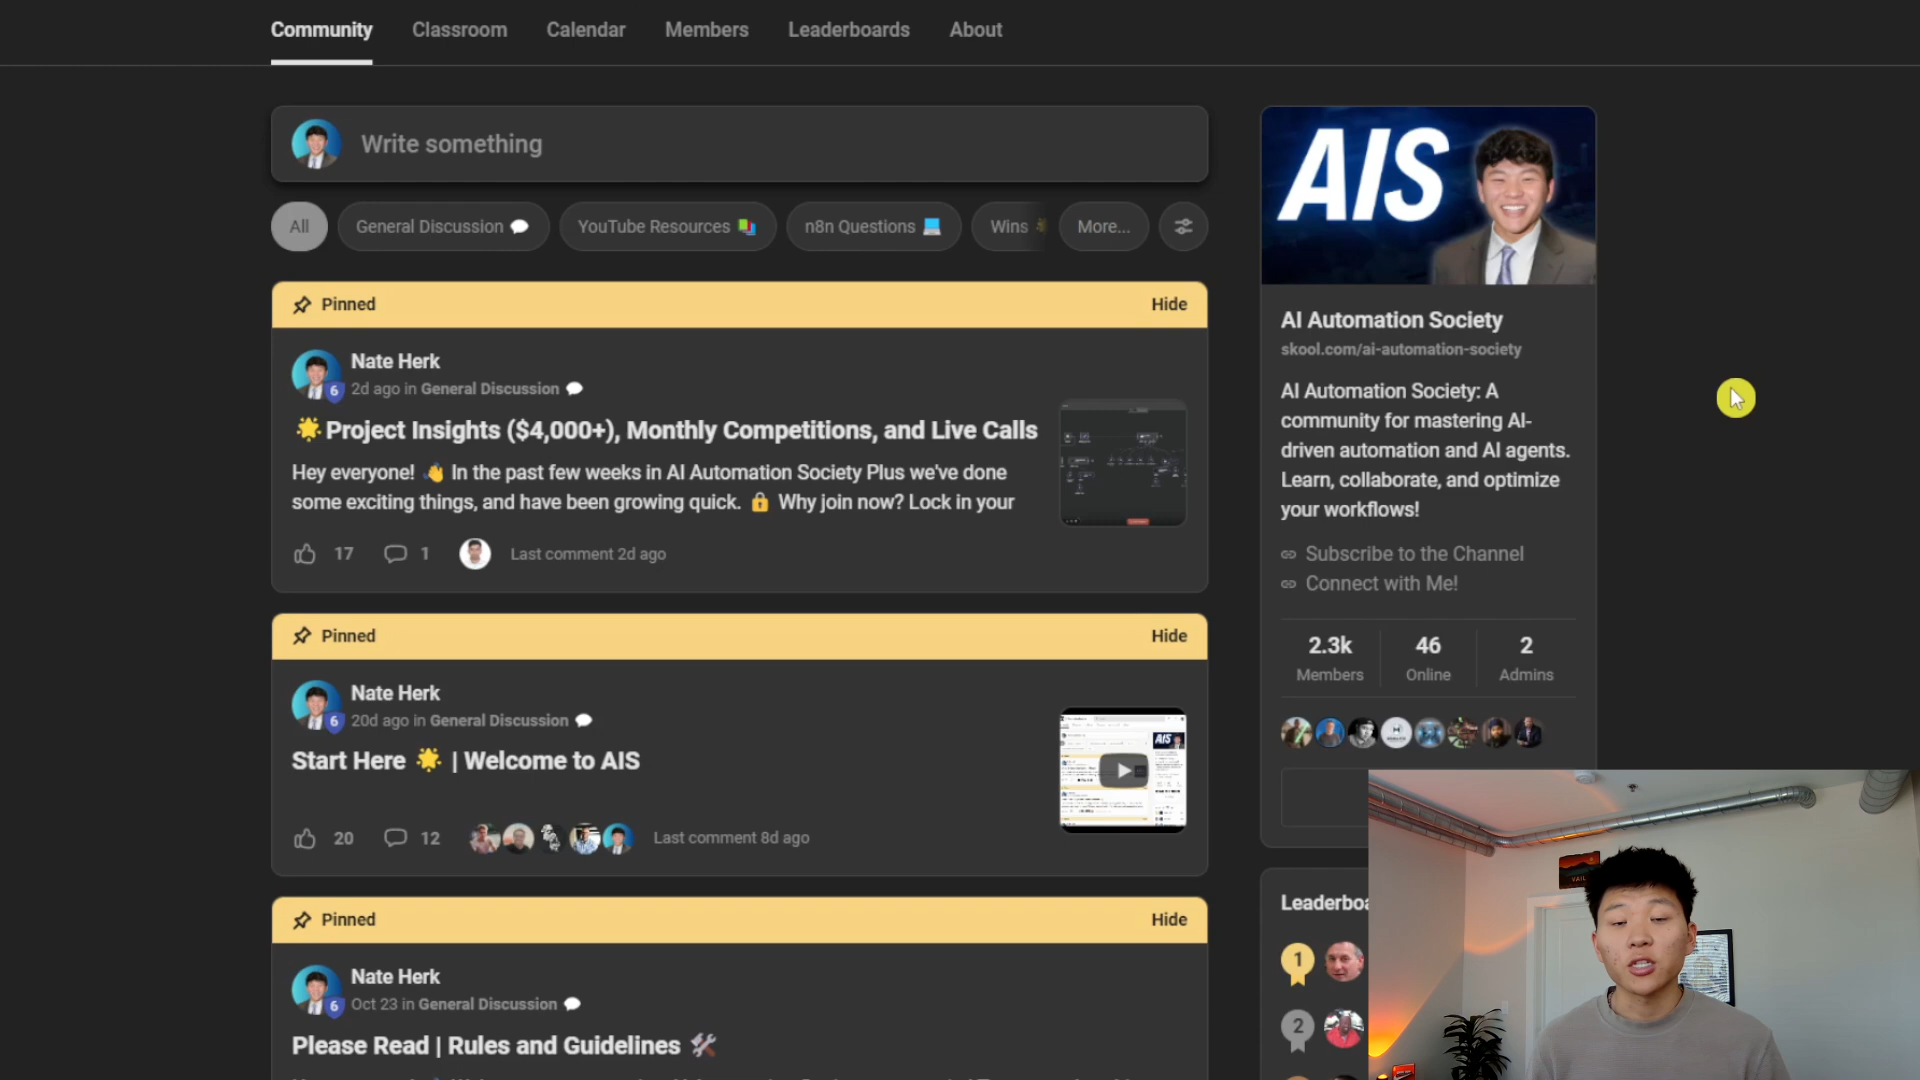 Community Classroom Calendar Members Leaderboards About
Write something
All General Discussion YouTube Resources n8n Questions Wins More...
Pinned Hide
Nate Herk
6 2d ago in General Discussion
Project Insights ($4,000+), Monthly Competitions, and Live Calls
Hey everyone! 👋 In the past few weeks in AI Automation Society Plus we've done
some exciting things, and have been growing quick. 🔒 Why join now? Lock in your
17 1 Last comment 2d ago
Pinned Hide
Nate Herk
6 20d ago in General Discussion
Start Here 🌟 | Welcome to AIS
20 12 Last comment 8d ago
Pinned Hide
Nate Herk
6 Oct 23 in General Discussion
Please Read | Rules and Guidelines 🛠️
AIS
AI Automation Society
skool.com/ai-automation-society
AI Automation Society: A
community for mastering AI-
driven automation and AI agents.
Learn, collaborate, and optimize
your workflows!
Subscribe to the Channel
Connect with Me!
2.3k 46 2
Members Online Admins
Leaderboa
1
2
AIS
VAIL